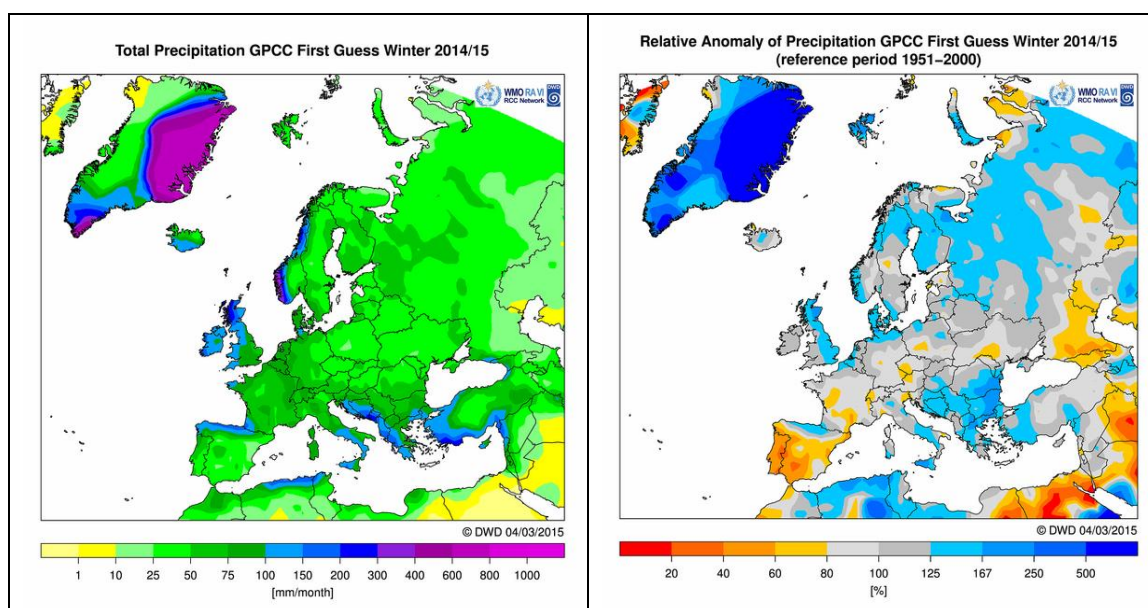 Total Precipitation GPCC First Guess Winter 2014/15
WMO RA VI
RCC Network
DWD
© DWD 04/03/2015
1 10 25 50 75 100 150 200 300 400 600 800 1000
[mm/month]
Relative Anomaly of Precipitation GPCC First Guess Winter 2014/15
(reference period 1951−2000)
WMO RA VI
RCC Network
DWD
© DWD 04/03/2015
20 40 60 80 100 125 167 250 500
[%]